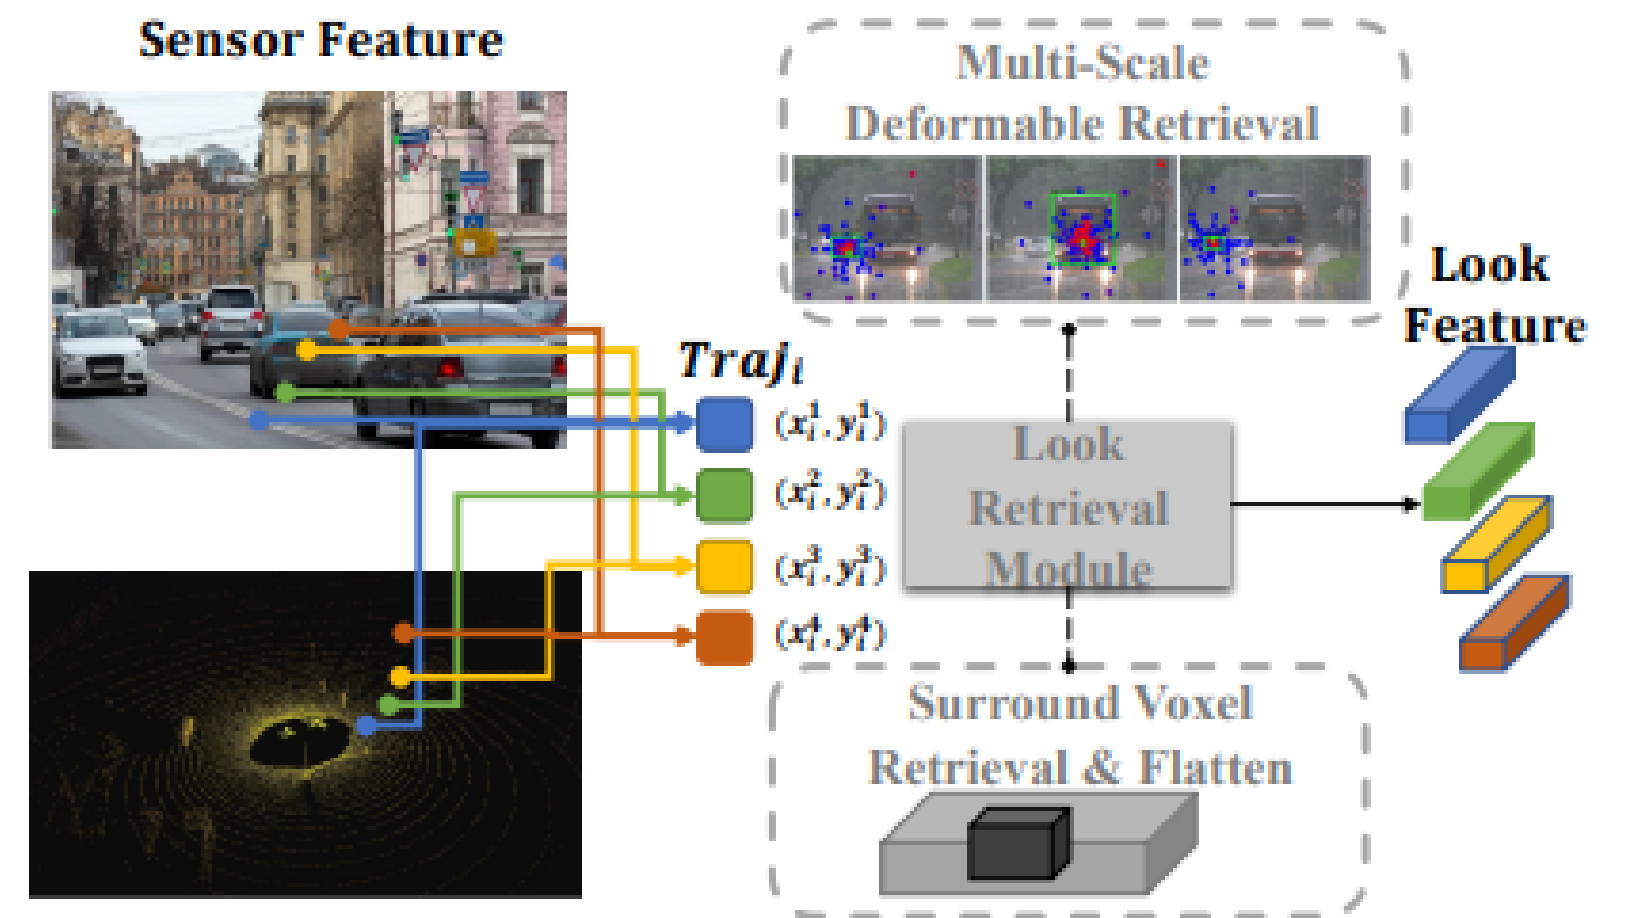 Sensor Feature
Multi-Scale
Deformable Retrieval
Look
Feature
Traj_i
(x_i^1, y_i^1)
(x_i^2, y_i^2)
(x_i^3, y_i^3)
(x_i^4, y_i^4)
Look
Retrieval
Module
Surround Voxel
Retrieval & Flatten